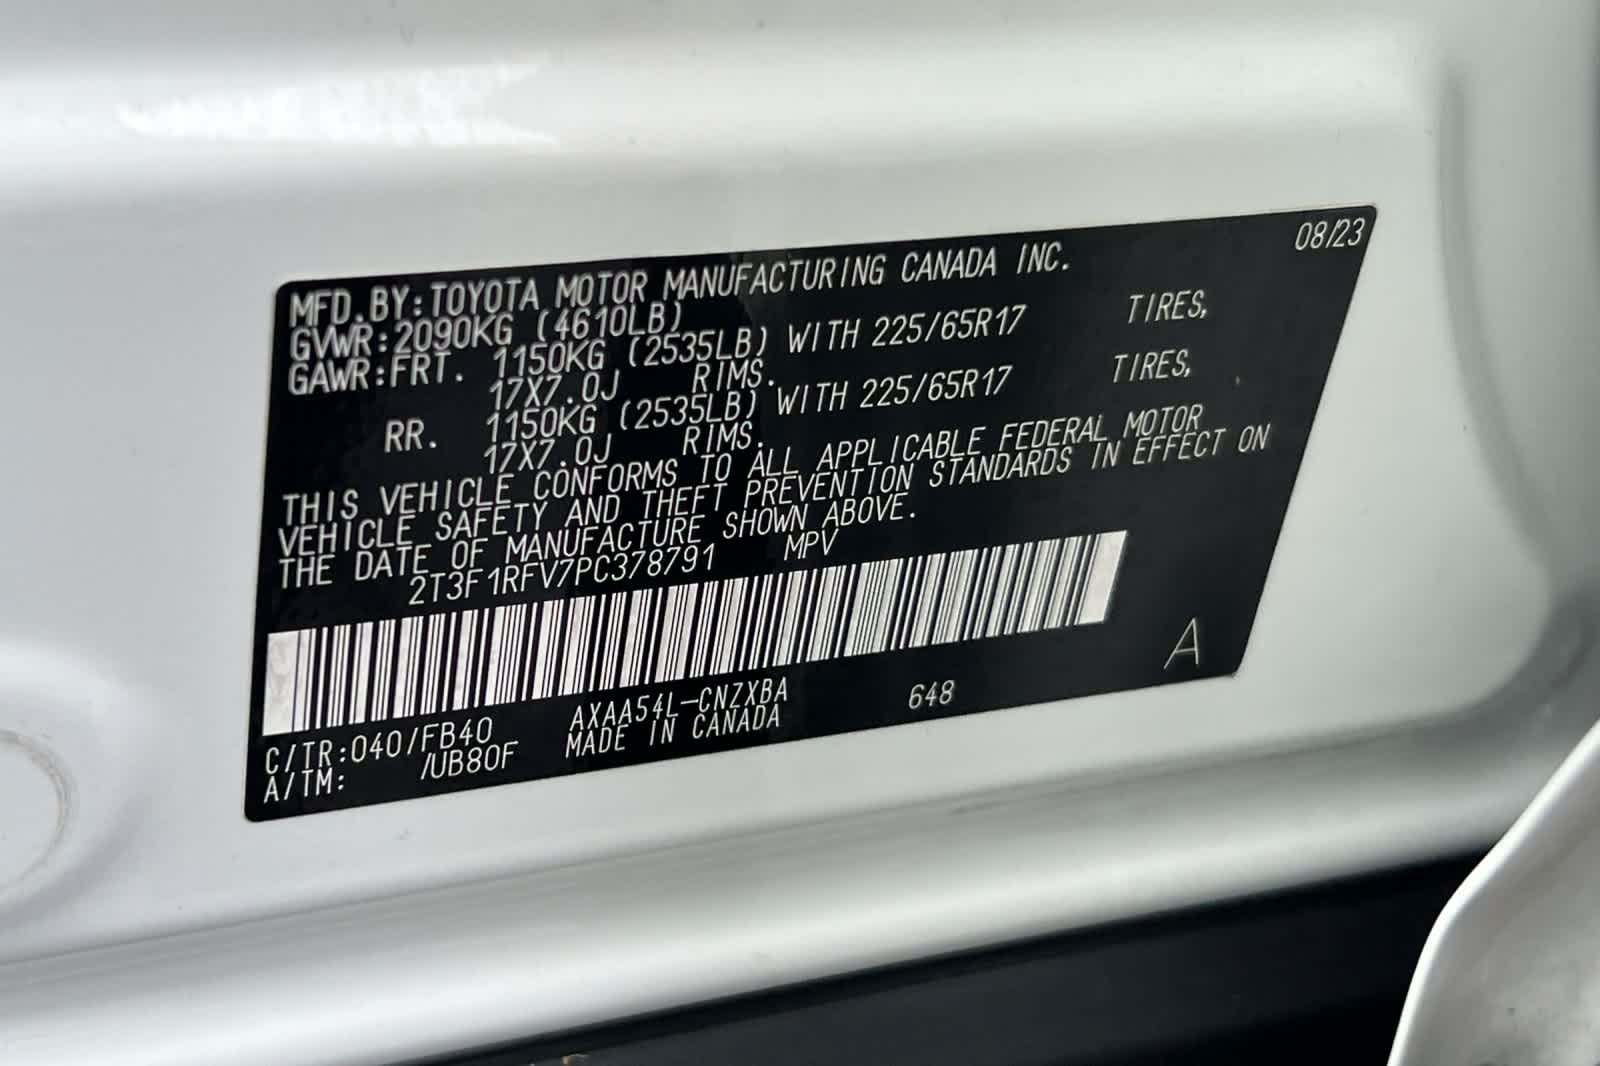 08/23
MFD.BY:TOYOTA MOTOR MANUFACTURING CANADA INC.
GVWR:2090KG (4610LB)
GAWR:FRT. 1150KG (2535LB) WITH 225/65R17 TIRES,
17X7.0J RIMS.
RR. 1150KG (2535LB) WITH 225/65R17 TIRES,
17X7.0J RIMS.
THIS VEHICLE CONFORMS TO ALL APPLICABLE FEDERAL MOTOR
VEHICLE SAFETY AND THEFT PREVENTION STANDARDS IN EFFECT ON
THE DATE OF MANUFACTURE SHOWN ABOVE.
2T3F1RFV7PC378791 MPV
A
C/TR:040/FB40 AXAA54L-CNZXBA 648
A/TM: /UB80F MADE IN CANADA